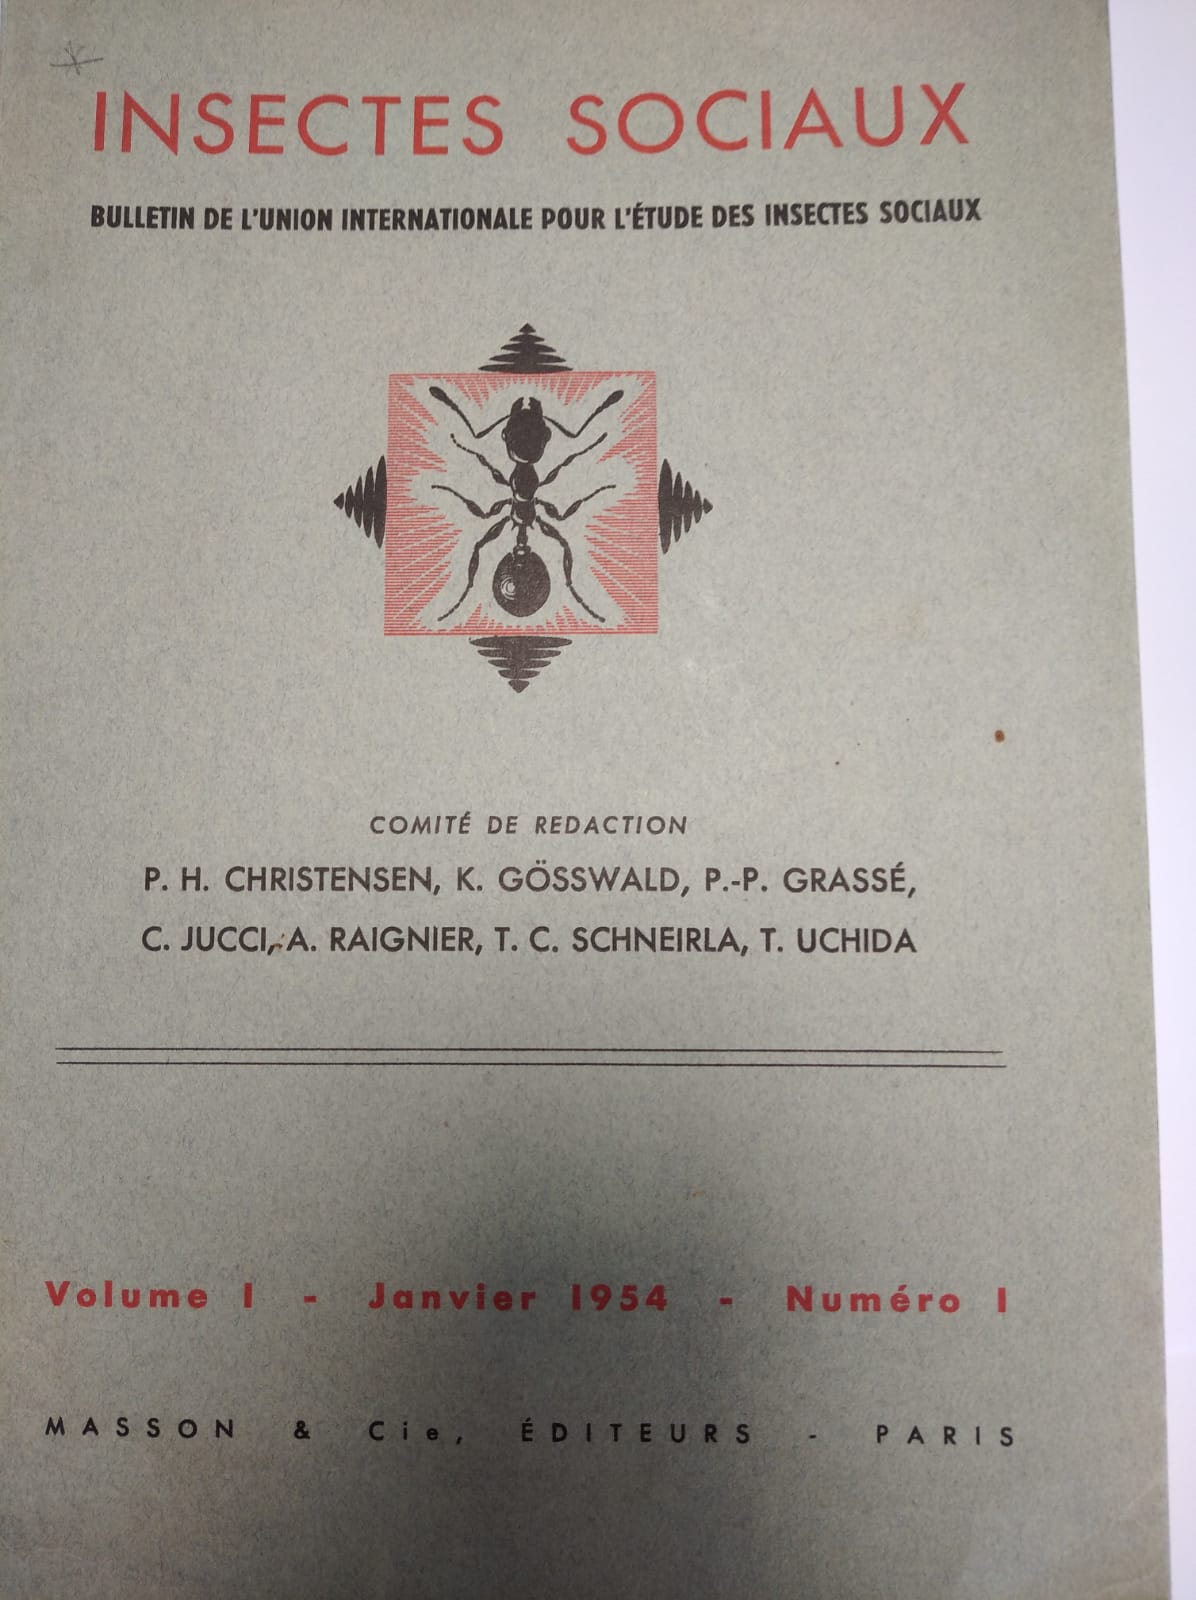 INSECTES SOCIAUX
BULLETIN DE L'UNION INTERNATIONALE POUR L'ÉTUDE DES INSECTES SOCIAUX
COMITÉ DE REDACTION
P. H. CHRISTENSEN, K. GÖSSWALD, P.-P. GRASSÉ,
C. JUCCI, A. RAIGNIER, T. C. SCHNEIRLA, T. UCHIDA
Volume I - Janvier 1954 - Numéro I
MASSON & Cie, ÉDITEURS - PARIS